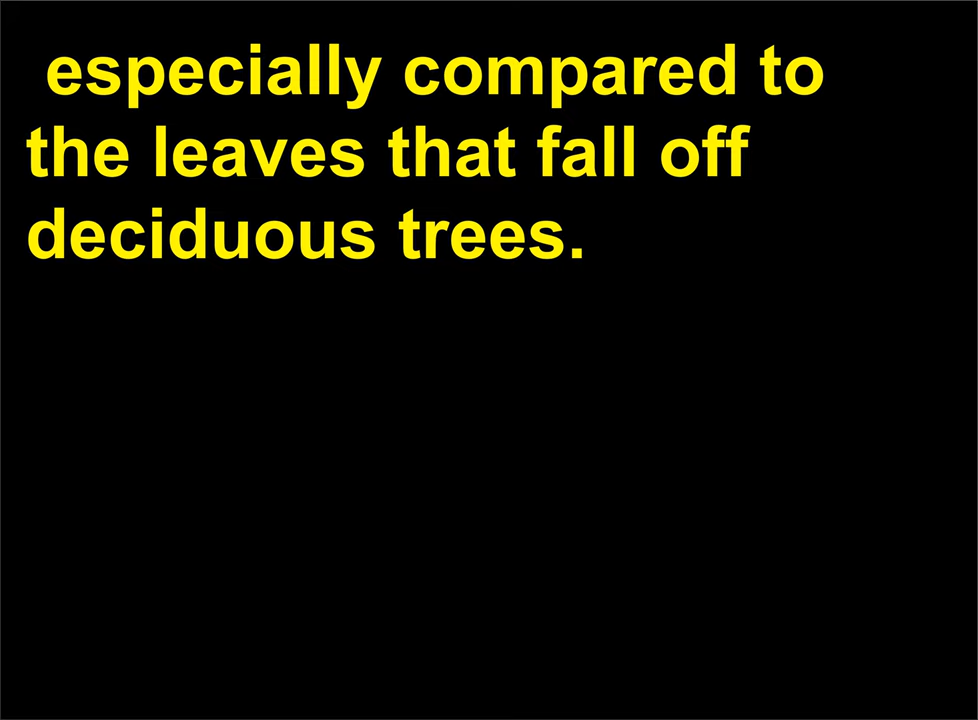 especially compared to
the leaves that fall off
deciduous trees.